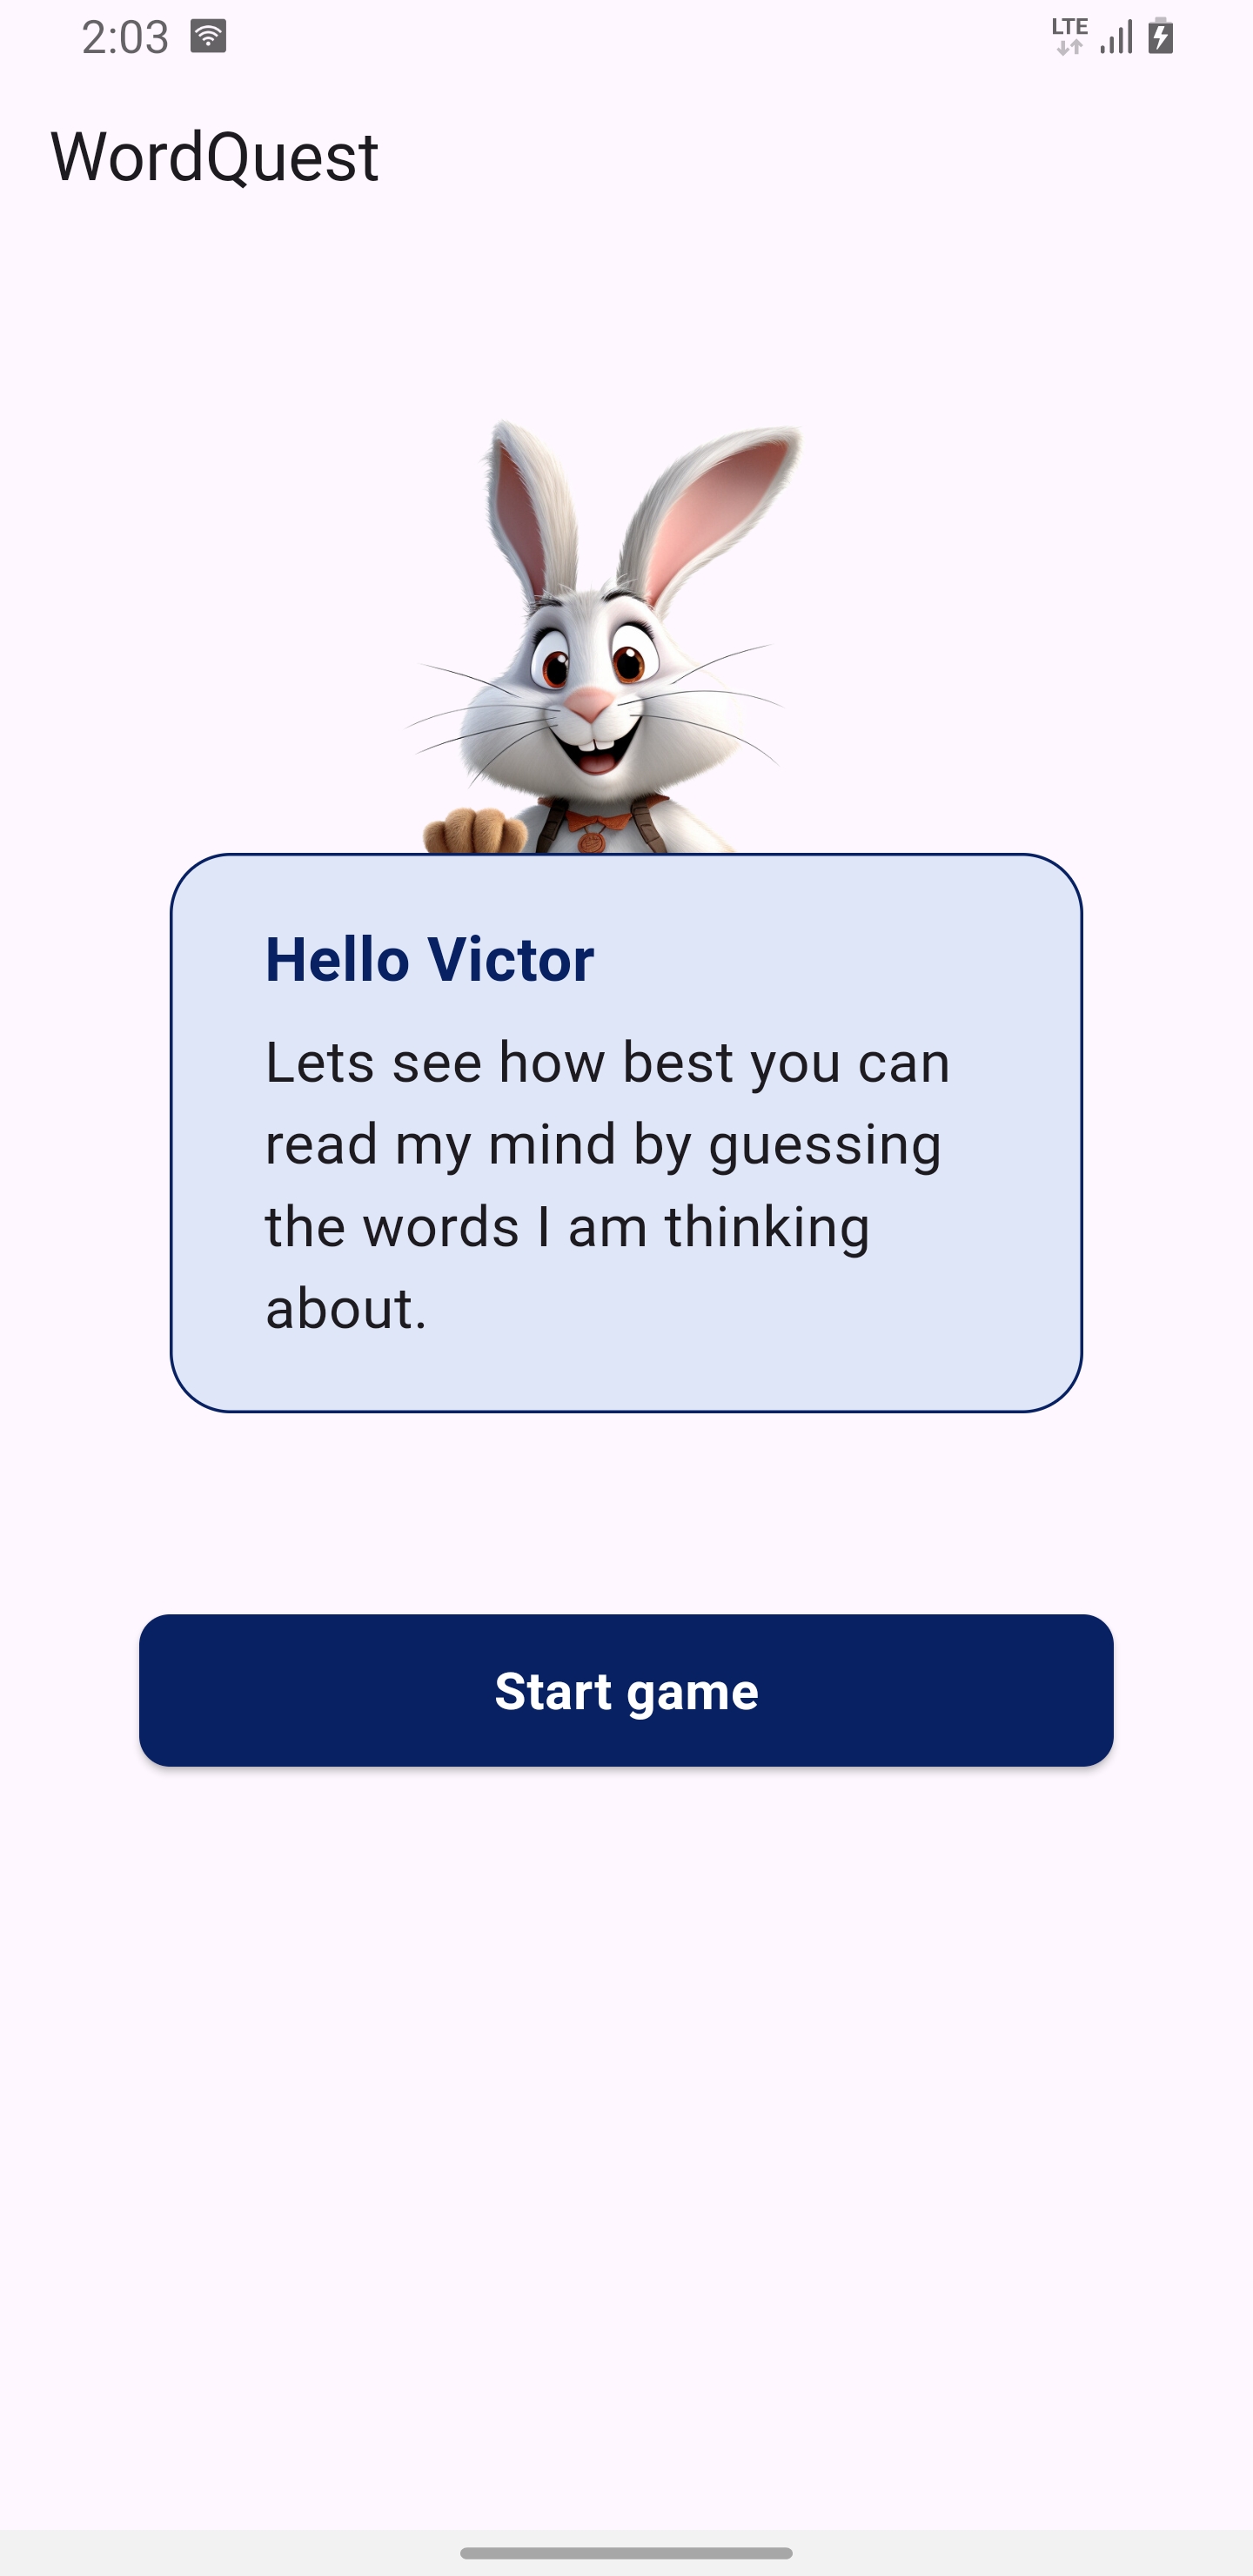 2:03
LTE
WordQuest
Hello Victor
Lets see how best you can
read my mind by guessing
the words I am thinking
about.
Start game